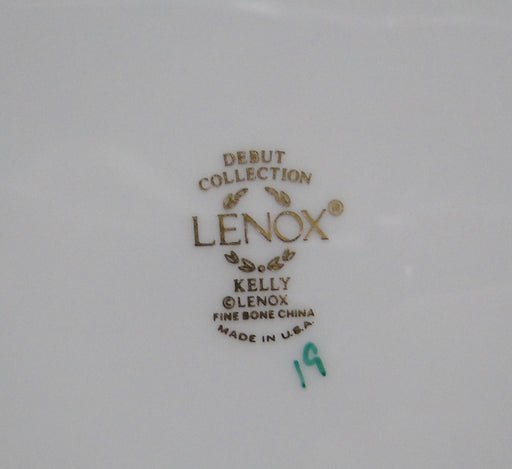 DEBUT
COLLECTION
LENOX®
KELLY
©LENOX
FINE BONE CHINA
MADE IN U.S.A.
19